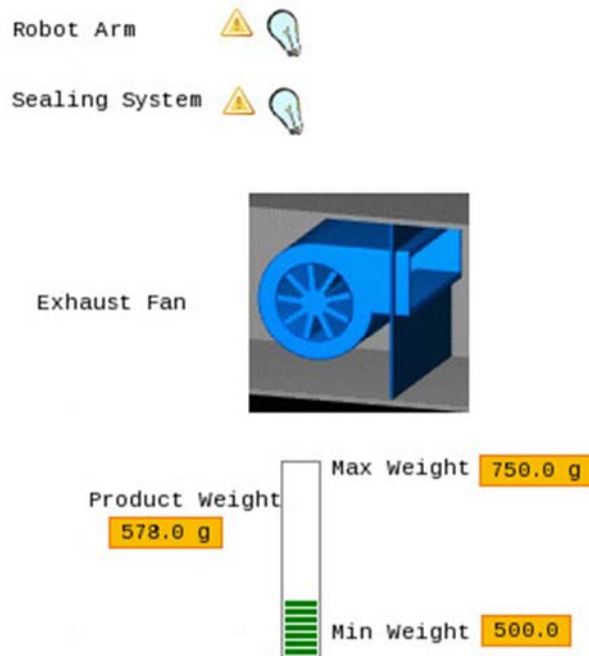 Robot Arm
Sealing System
Exhaust Fan
Max Weight 750.0 g
Product Weight
578.0 g
Min Weight 500.0